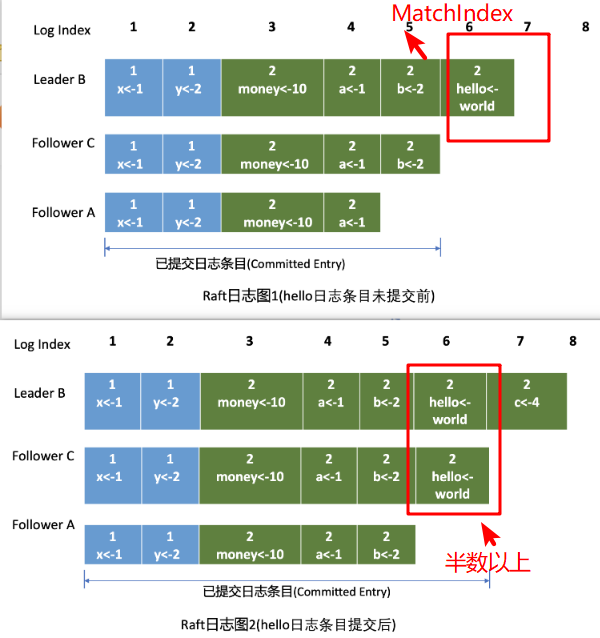 MatchIndex
Log Index 1 2 3 4 5 6 7 8
Leader B
1 1 2 2 2 2
x<-1 y<-2 money<-10 a<-1 b<-2 hello<-
world
Follower C
1 1 2 2 2
x<-1 y<-2 money<-10 a<-1 b<-2
Follower A
1 1 2 2
x<-1 y<-2 money<-10 a<-1
已提交日志条目(Committed Entry)
Raft日志图1(hello日志条目未提交前)
Log Index 1 2 3 4 5 6 7 8
Leader B
1 1 2 2 2 2 2
x<-1 y<-2 money<-10 a<-1 b<-2 hello<- c<-4
world
Follower C
1 1 2 2 2 2
x<-1 y<-2 money<-10 a<-1 b<-2 hello<-
world
Follower A
1 1 2 2 2
x<-1 y<-2 money<-10 a<-1 b<-2
半数以上
已提交日志条目(Committed Entry)
Raft日志图2(hello日志条目提交后)